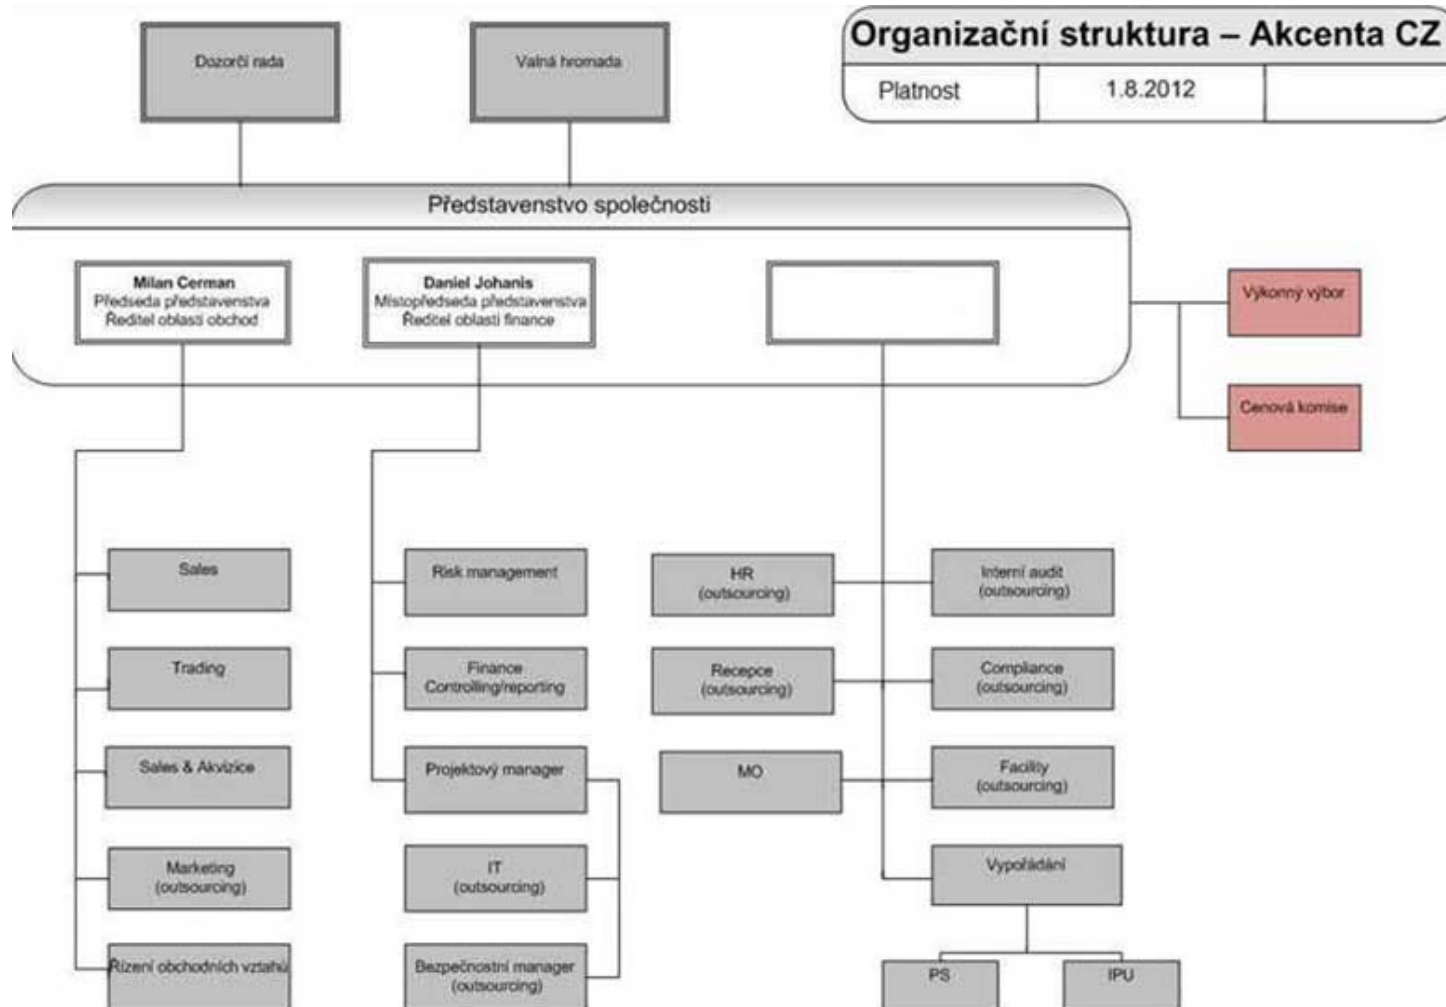 Organizační struktura – Akcenta CZ
Platnost
1.8.2012
Dozorčí rada
Valná hromada
Představenstvo společnosti
Milan Cerman
Předseda představenstva
Ředitel oblasti obchod
Daniel Johanis
Místopředseda představenstva
Ředitel oblasti finance
Výkonný výbor
Cenová komise
Sales
Trading
Sales & Akvizice
Marketing
(outsourcing)
Řízení obchodních vztahů
Risk management
Finance
Controlling/reporting
Projektový manager
IT
(outsourcing)
Bezpečnostní manager
(outsourcing)
HR
(outsourcing)
Recepce
(outsourcing)
MO
Interní audit
(outsourcing)
Compliance
(outsourcing)
Facility
(outsourcing)
Vypořádání
PS
IPU